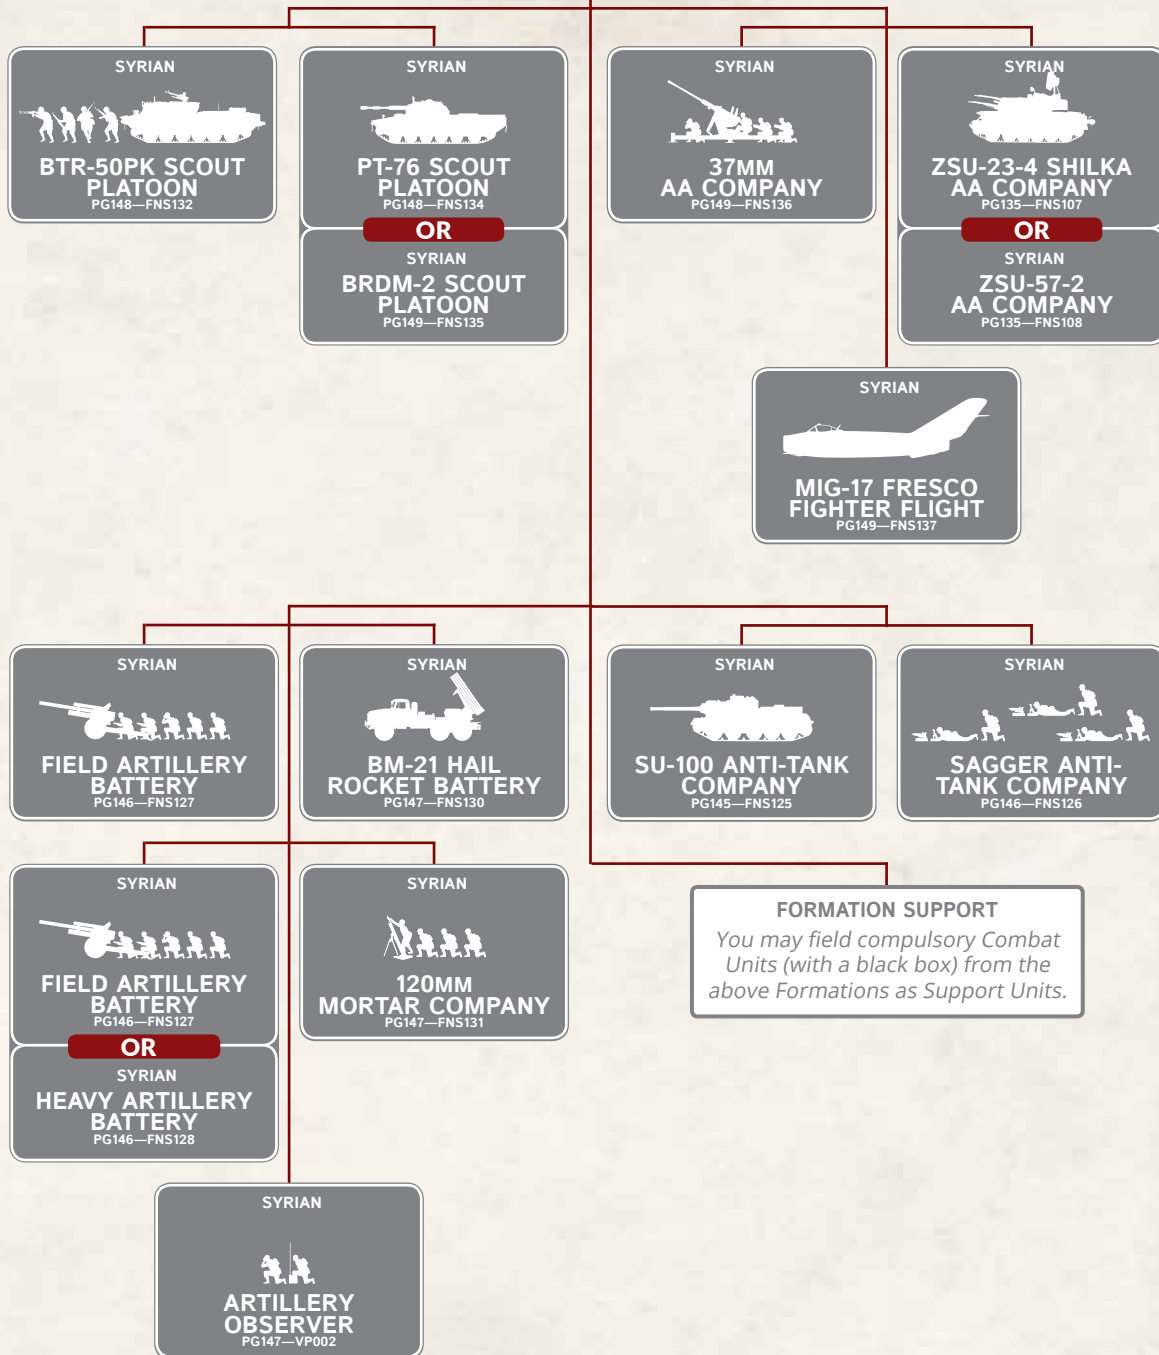 SYRIAN
BTR-50PK SCOUT
PLATOON
PG148—FNS132
SYRIAN
PT-76 SCOUT
PLATOON
PG148—FNS134
OR
SYRIAN
BRDM-2 SCOUT
PLATOON
PG149—FNS135
SYRIAN
37MM
AA COMPANY
PG149—FNS136
SYRIAN
ZSU-23-4 SHILKA
AA COMPANY
PG135—FNS107
OR
SYRIAN
ZSU-57-2
AA COMPANY
PG135—FNS108
SYRIAN
MIG-17 FRESCO
FIGHTER FLIGHT
PG149—FNS137
SYRIAN
FIELD ARTILLERY
BATTERY
PG146—FNS127
SYRIAN
BM-21 HAIL
ROCKET BATTERY
PG147—FNS130
SYRIAN
SU-100 ANTI-TANK
COMPANY
PG145—FNS125
SYRIAN
SAGGER ANTI-
TANK COMPANY
PG146—FNS126
SYRIAN
FIELD ARTILLERY
BATTERY
PG146—FNS127
OR
SYRIAN
HEAVY ARTILLERY
BATTERY
PG146—FNS128
SYRIAN
120MM
MORTAR COMPANY
PG147—FNS131
FORMATION SUPPORT
You may field compulsory Combat
Units (with a black box) from the
above Formations as Support Units.
SYRIAN
ARTILLERY
OBSERVER
PG147—VP002